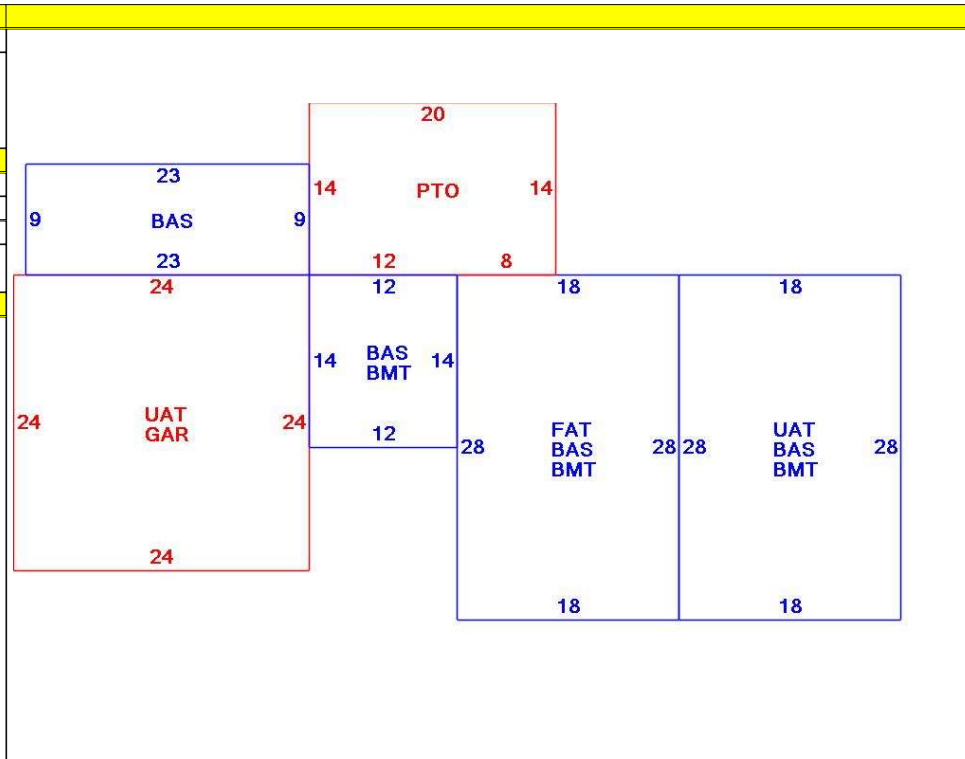 20
23
14 PTO 14
9 BAS 9
23 12 8
24 12 18 18
14 BAS 14
BMT
24 UAT 24
GAR
12
28 FAT 28 28 UAT 28
BAS BAS
BMT BMT
24
18 18